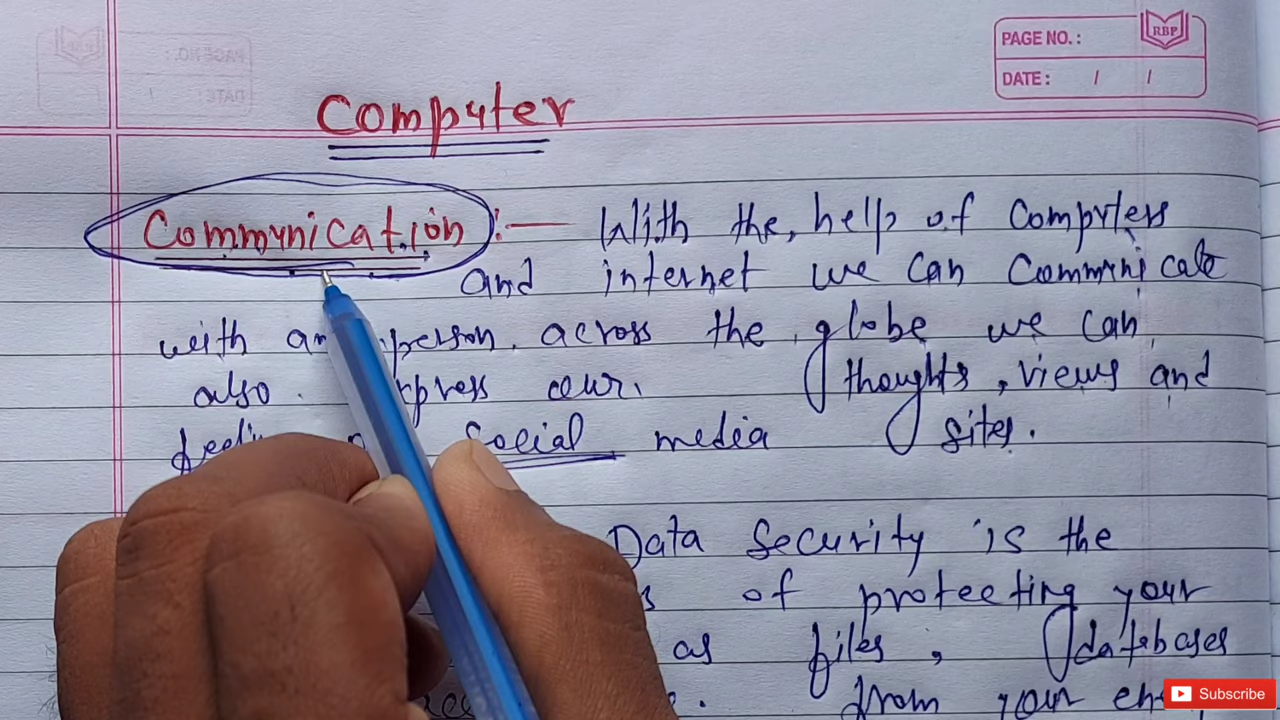 PAGE NO. :
RBP
DATE : / /
Computer
Communication :— With the, help of Computers
and internet we can Communicate
with person. across the globe we can
also our. thoughts, views and
Social media sites.
Data Security is the
of protecting your
as files, databases
from your
Subscribe